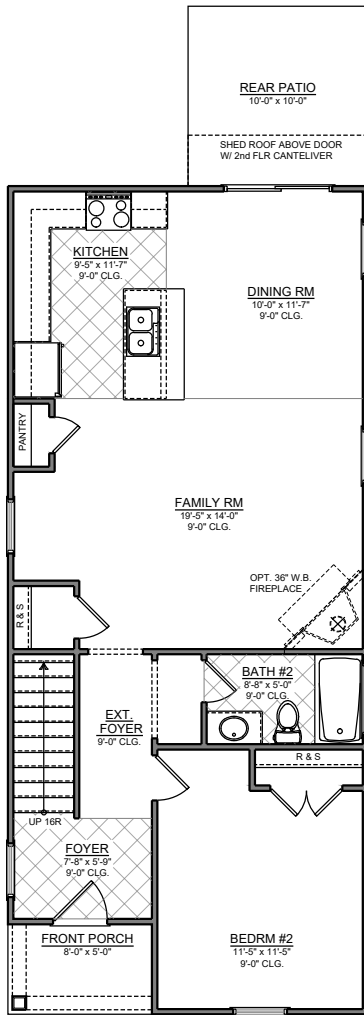 REAR PATIO
10'-0" x 10'-0"
SHED ROOF ABOVE DOOR
W/ 2nd FLR CANTELIVER
KITCHEN
9'-5" x 11'-7"
9'-0" CLG.
DINING RM
10'-0" x 11'-7"
9'-0" CLG.
PANTRY
FAMILY RM
19'-5" x 14'-0"
9'-0" CLG.
OPT. 36" W.B.
FIREPLACE
R & S
BATH #2
8'-8" x 5'-0"
9'-0" CLG.
EXT.
FOYER
9'-0" CLG.
R & S
UP 16R
FOYER
7'-8" x 5'-9"
9'-0" CLG.
FRONT PORCH
8'-0" x 5'-0"
BEDRM #2
11'-5" x 11'-5"
9'-0" CLG.